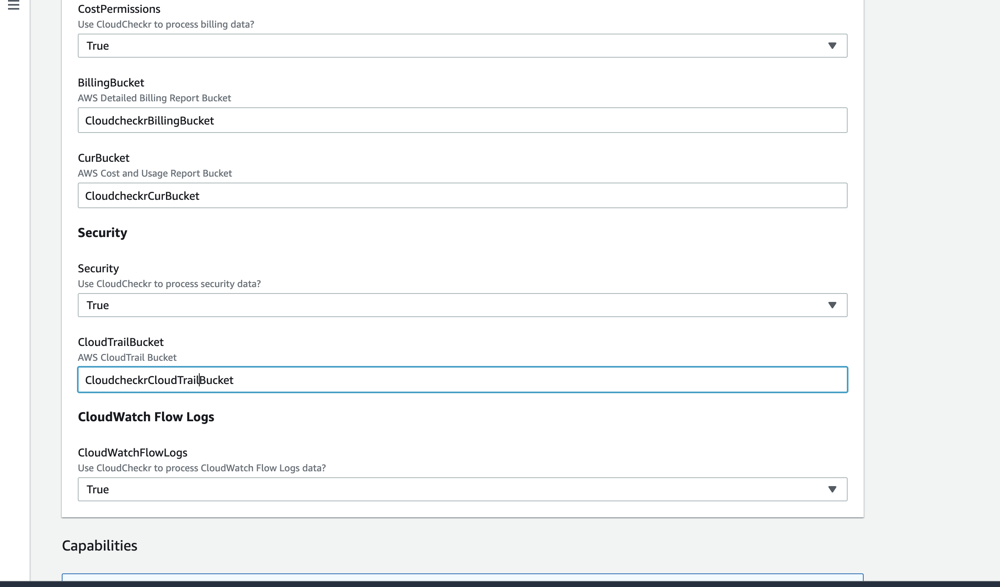 CostPermissions
Use CloudCheckr to process billing data?
True
BillingBucket
AWS Detailed Billing Report Bucket
CloudcheckrBillingBucket
CurBucket
AWS Cost and Usage Report Bucket
CloudcheckrCurBucket
Security
Security
Use CloudCheckr to process security data?
True
CloudTrailBucket
AWS CloudTrail Bucket
CloudcheckrCloudTrailBucket
CloudWatch Flow Logs
CloudWatchFlowLogs
Use CloudCheckr to process CloudWatch Flow Logs data?
True
Capabilities